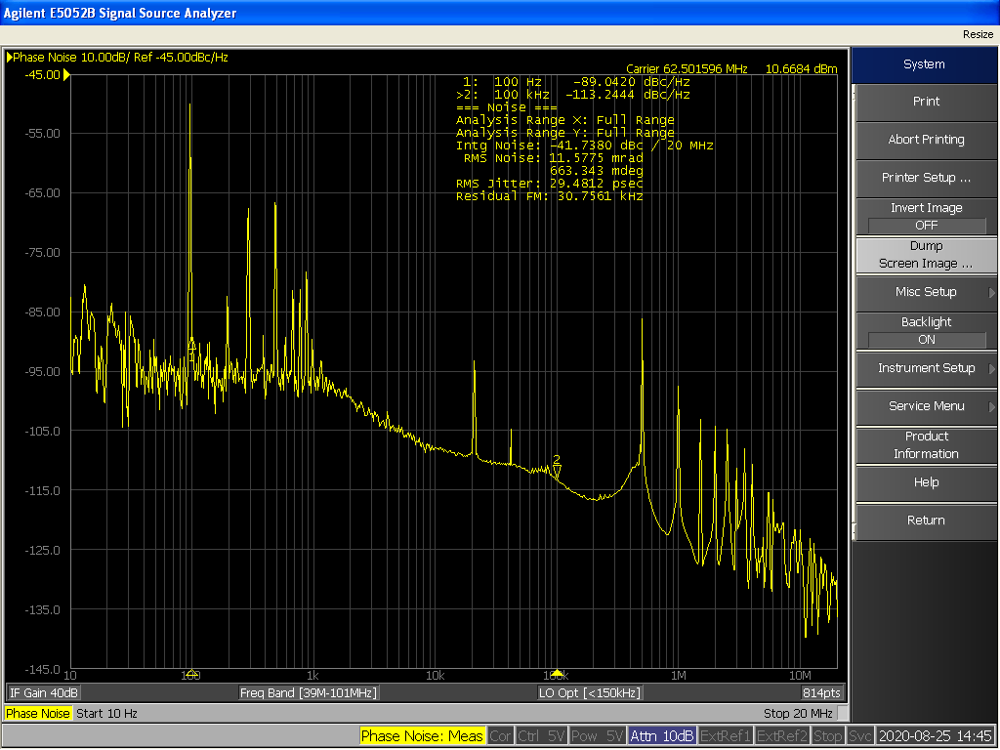 Agilent E5052B Signal Source Analyzer
Resize
Phase Noise 10.00dB/ Ref -45.00dBc/Hz
Carrier 62.501596 MHz 10.6684 dBm
1: 100 Hz -89.0420 dBc/Hz
>2: 100 kHz -113.2444 dBc/Hz
=== Noise ===
Analysis Range X: Full Range
Analysis Range Y: Full Range
Intg Noise: -41.7380 dBc / 20 MHz
RMS Noise: 11.5775 mrad
663.343 mdeg
RMS Jitter: 29.4812 psec
Residual FM: 30.7561 kHz
-45.00
-55.00
-65.00
-75.00
-85.00
-95.00
-105.0
-115.0
-125.0
-135.0
-145.0
1
2
10 100 1k 10k 100k 1M 10M
IF Gain 40dB Freq Band [39M-101MHz] LO Opt [<150kHz] 814pts
Phase Noise Start 10 Hz Stop 20 MHz
Phase Noise: Meas Cor Ctrl 5V Pow 5V Attn 10dB ExtRef1 ExtRef2 Stop Svc 2020-08-25 14:45
System
Print
Abort Printing
Printer Setup ...
Invert Image
OFF
Dump
Screen Image ...
Misc Setup
Backlight
ON
Instrument Setup
Service Menu
Product
Information
Help
Return